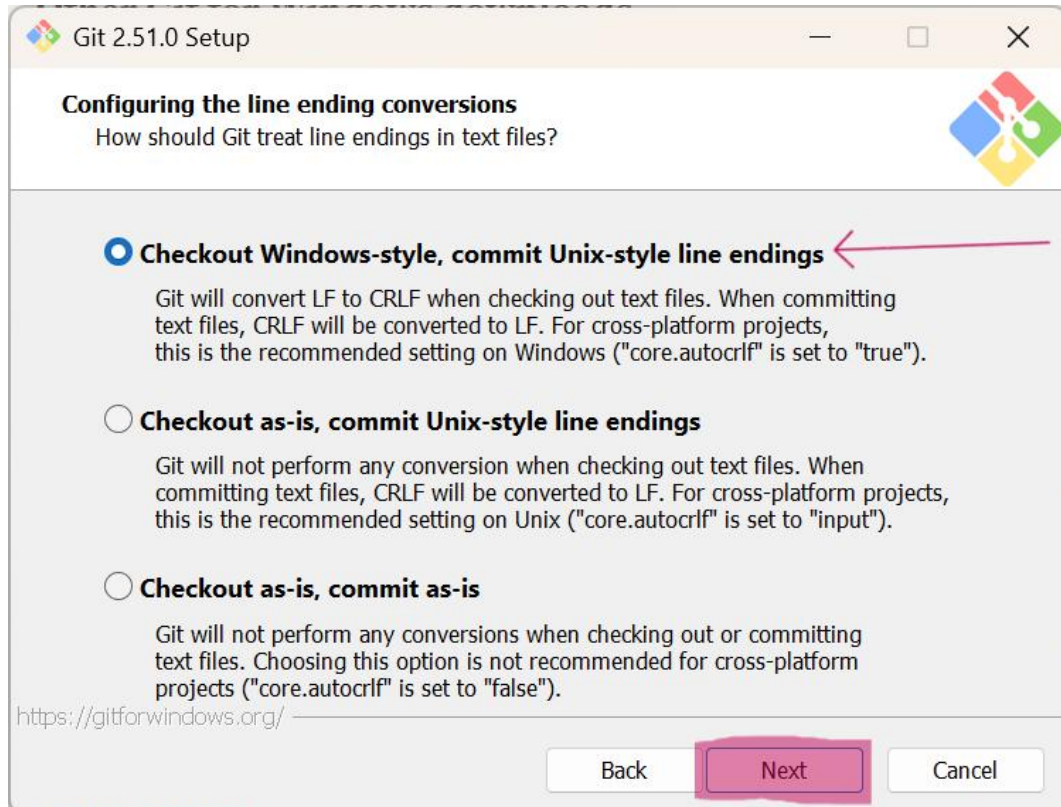 Git 2.51.0 Setup
Configuring the line ending conversions
How should Git treat line endings in text files?
Checkout Windows-style, commit Unix-style line endings
Git will convert LF to CRLF when checking out text files. When committing
text files, CRLF will be converted to LF. For cross-platform projects,
this is the recommended setting on Windows ("core.autocrlf" is set to "true").
Checkout as-is, commit Unix-style line endings
Git will not perform any conversion when checking out text files. When
committing text files, CRLF will be converted to LF. For cross-platform projects,
this is the recommended setting on Unix ("core.autocrlf" is set to "input").
Checkout as-is, commit as-is
Git will not perform any conversions when checking out or committing
text files. Choosing this option is not recommended for cross-platform
projects ("core.autocrlf" is set to "false").
https://gitforwindows.org/
Back Next Cancel